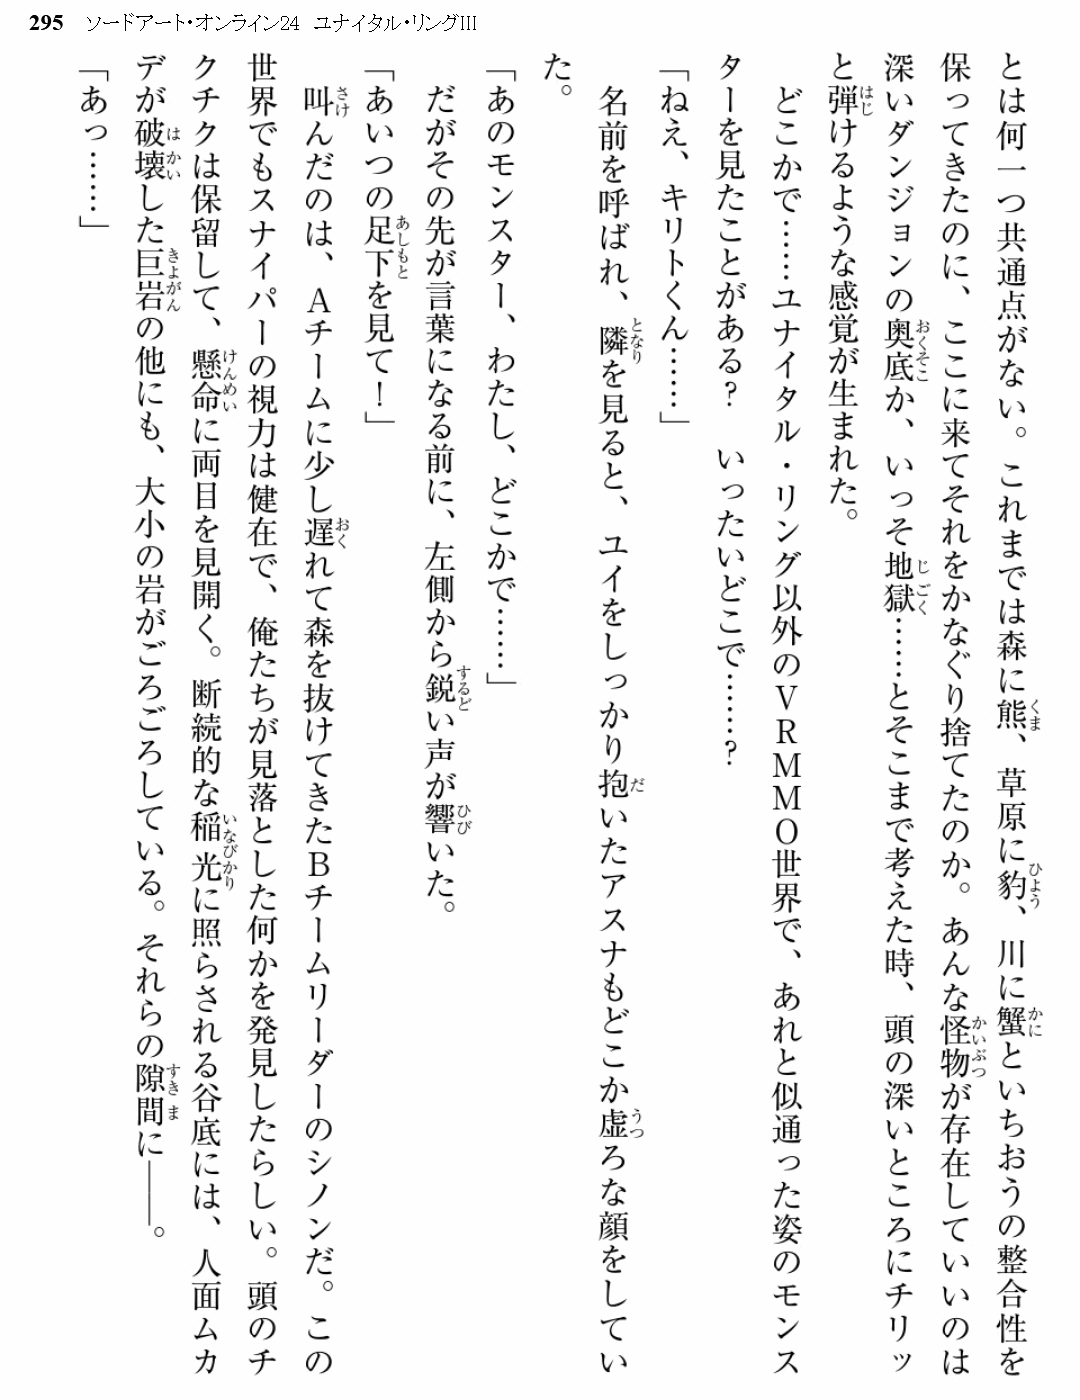 295 ソードアート・オンライン24 ユナイタル・リングIII
とは何一つ共通点がない。これまでは森に熊、草原に豹、川に蟹といちおうの整合性を
保ってきたのに、ここに来てそれをかなぐり捨てたのか。あんな怪物が存在していいのは
深いダンジョンの奥底か、いっそ地獄……とそこまで考えた時、頭の深いところにチリッ
と弾けるような感覚が生まれた。
どこかで……ユナイタル・リング以外のＶＲＭＭＯ世界で、あれと似通った姿のモンス
ターを見たことがある？　いったいどこで……？
「ねえ、キリトくん……」
名前を呼ばれ、隣を見ると、ユイをしっかり抱いたアスナもどこか虚ろな顔をしてい
た。
「あのモンスター、わたし、どこかで……」
だがその先が言葉になる前に、左側から鋭い声が響いた。
「あいつの足下を見て！」
叫んだのは、Ａチームに少し遅れて森を抜けてきたＢチームリーダーのシノンだ。この
世界でもスナイパーの視力は健在で、俺たちが見落とした何かを発見したらしい。頭のチ
クチクは保留して、懸命に両目を見開く。断続的な稲光に照らされる谷底には、人面ムカ
デが破壊した巨岩の他にも、大小の岩がごろごろしている。それらの隙間に――。
「あっ……」